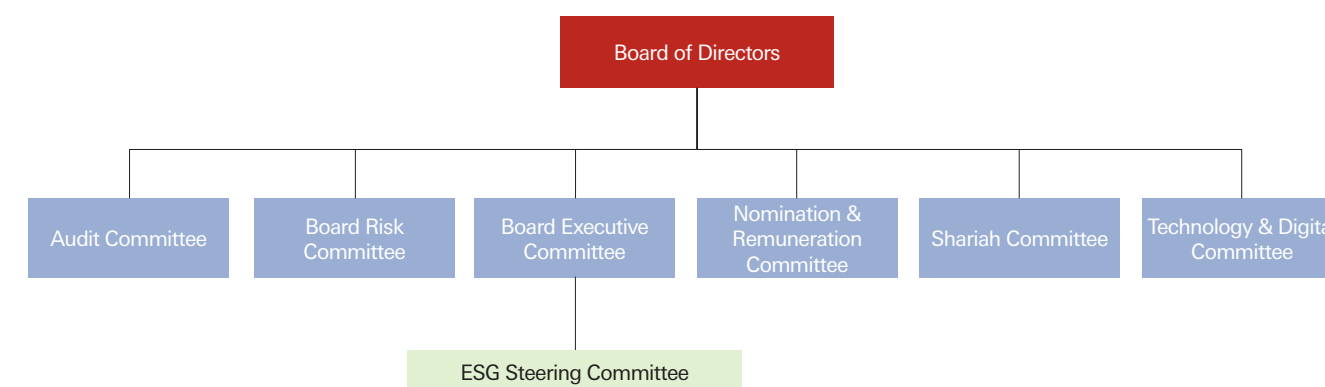 Board of Directors
Audit Committee
Board Risk
Committee
Board Executive
Committee
Nomination &
Remuneration
Committee
Shariah Committee
Technology &
Committee
ESG Steering Committee